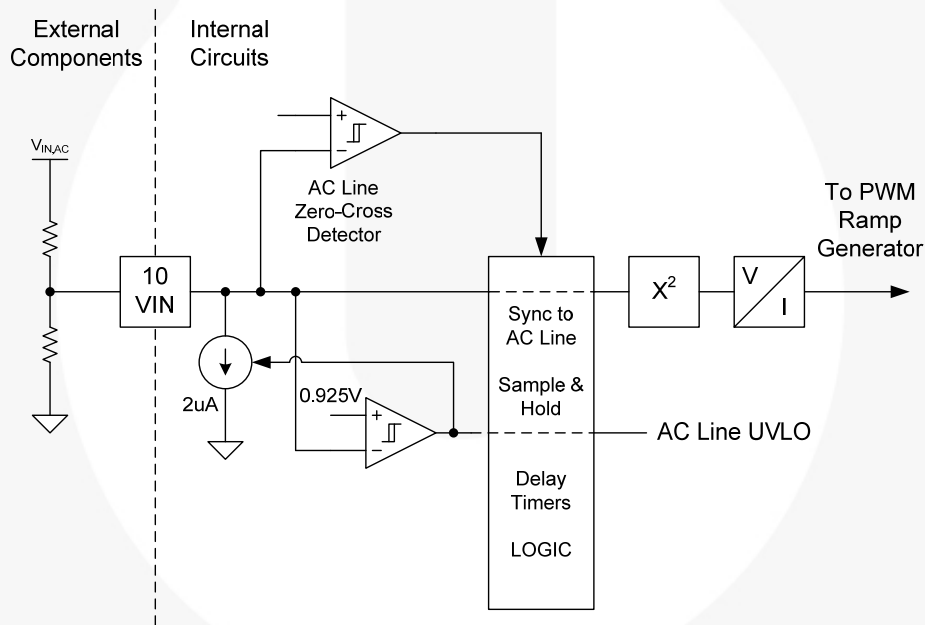 External
Components
Internal
Circuits
V_IN,AC
+
−
AC Line
Zero-Cross
Detector
To PWM
Ramp
Generator
10
VIN
Sync to
AC Line
X²
V
I
Sample &
Hold
2uA
0.925V
+
−
AC Line UVLO
Delay
Timers
LOGIC